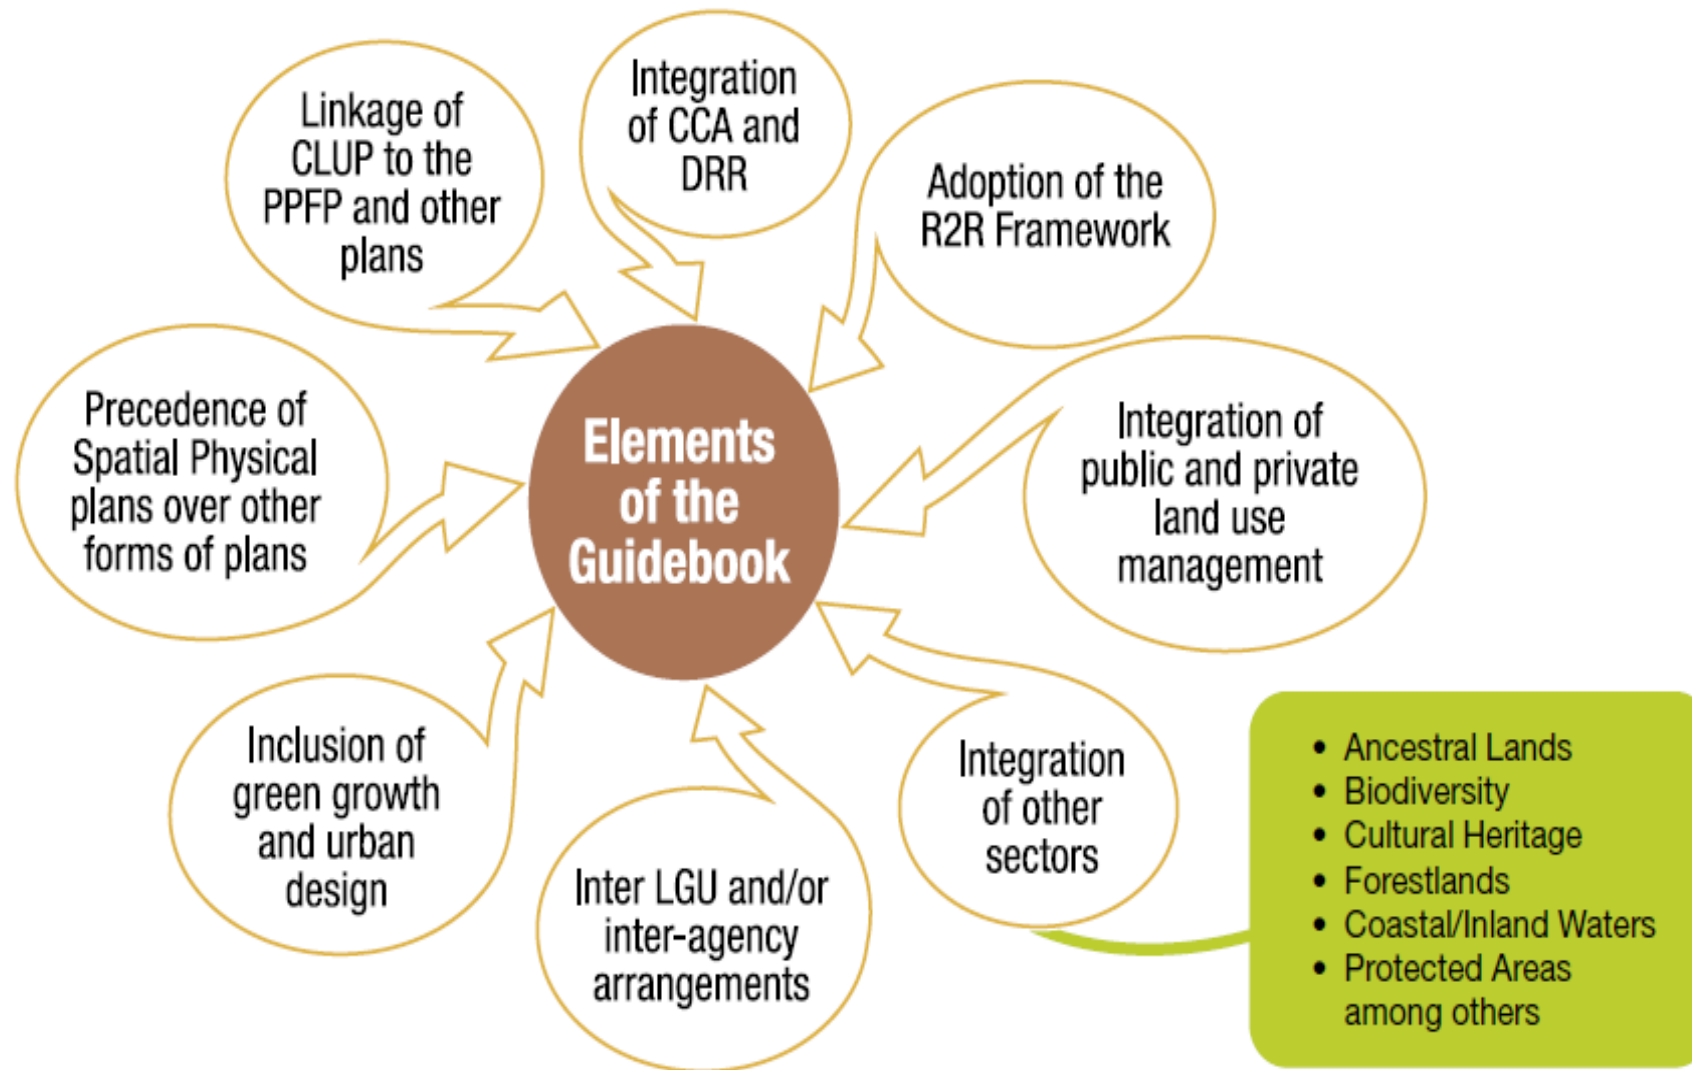 Integration
of CCA and
DRR
Linkage of
CLUP to the
PPFP and other
plans
Adoption of the
R2R Framework
Precedence of
Spatial Physical
plans over other
forms of plans
Elements
of the
Guidebook
Integration of
public and private
land use
management
Inclusion of
green growth
and urban
design
Inter LGU and/or
inter-agency
arrangements
Integration
of other
sectors
• Ancestral Lands
• Biodiversity
• Cultural Heritage
• Forestlands
• Coastal/Inland Waters
• Protected Areas
among others